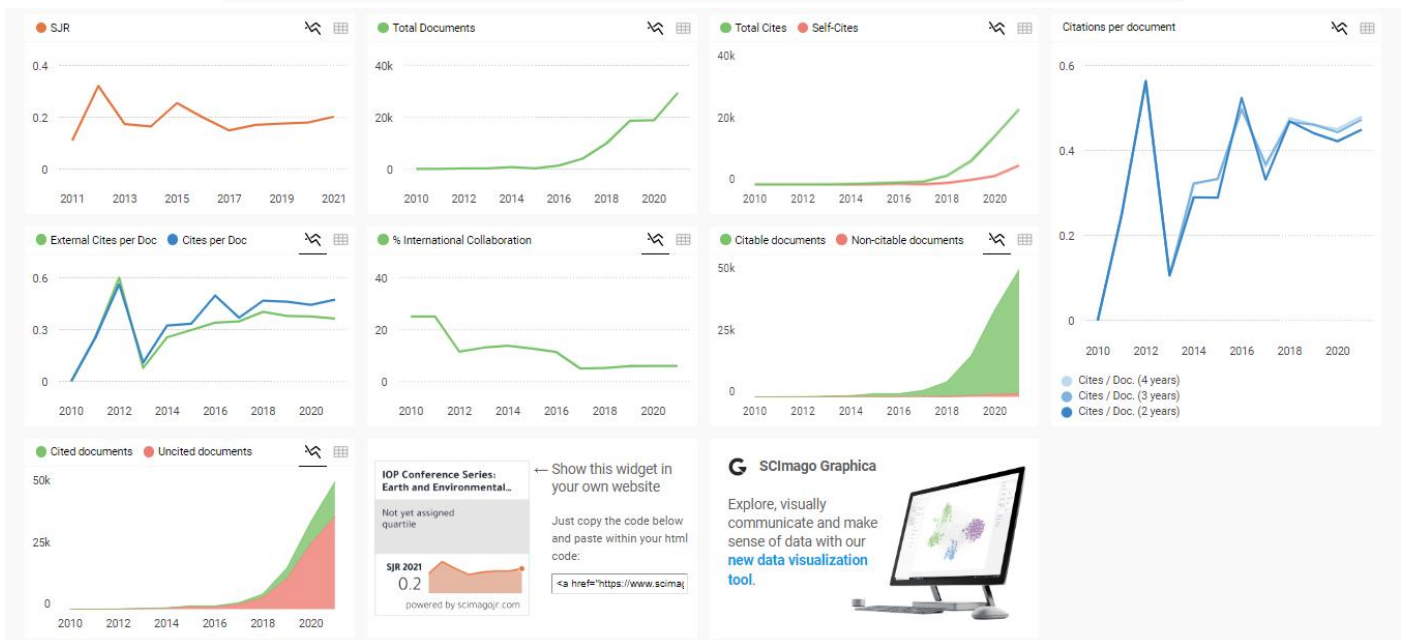 SJR
0.4
0.2
0
2011 2013 2015 2017 2019 2021
Total Documents
40k
20k
0
2010 2012 2014 2016 2018 2020
Total Cites Self-Cites
40k
20k
0
2010 2012 2014 2016 2018 2020
Citations per document
0.6
0.4
0.2
0
2010 2012 2014 2016 2018 2020
Cites / Doc. (4 years)
Cites / Doc. (3 years)
Cites / Doc. (2 years)
External Cites per Doc Cites per Doc
0.6
0.3
0
2010 2012 2014 2016 2018 2020
% International Collaboration
40
20
0
2010 2012 2014 2016 2018 2020
Citable documents Non-citable documents
50k
25k
0
2010 2012 2014 2016 2018 2020
Cited documents Uncited documents
50k
25k
0
2010 2012 2014 2016 2018 2020
IOP Conference Series:
Earth and Environmental...
Not yet assigned
quartile
SJR 2021
0.2
powered by scimagojr.com
← Show this widget in
your own website
Just copy the code below
and paste within your html
code:
<a href="https://www.scimag
G SCImago Graphica
Explore, visually
communicate and make
sense of data with our
new data visualization
tool.